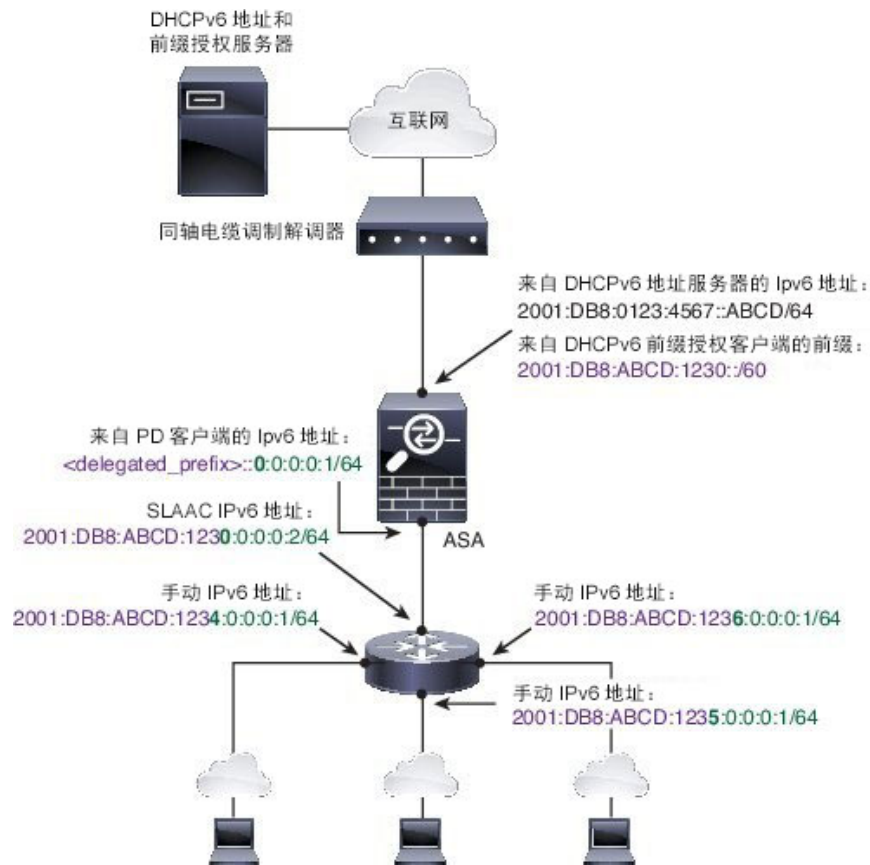 DHCPv6 地址和
前缀授权服务器
互联网
同轴电缆调制解调器
来自 DHCPv6 地址服务器的 Ipv6 地址：
2001:DB8:0123:4567::ABCD/64
来自 DHCPv6 前缀授权客户端的前缀：
2001:DB8:ABCD:1230::/60
来自 PD 客户端的 Ipv6 地址：
<delegated_prefix>::0:0:0:0:1/64
SLAAC IPv6 地址：
2001:DB8:ABCD:1230:0:0:0:2/64
ASA
手动 IPv6 地址：
2001:DB8:ABCD:1234:0:0:0:1/64
手动 IPv6 地址：
2001:DB8:ABCD:1236:0:0:0:1/64
手动 IPv6 地址：
2001:DB8:ABCD:1235:0:0:0:1/64